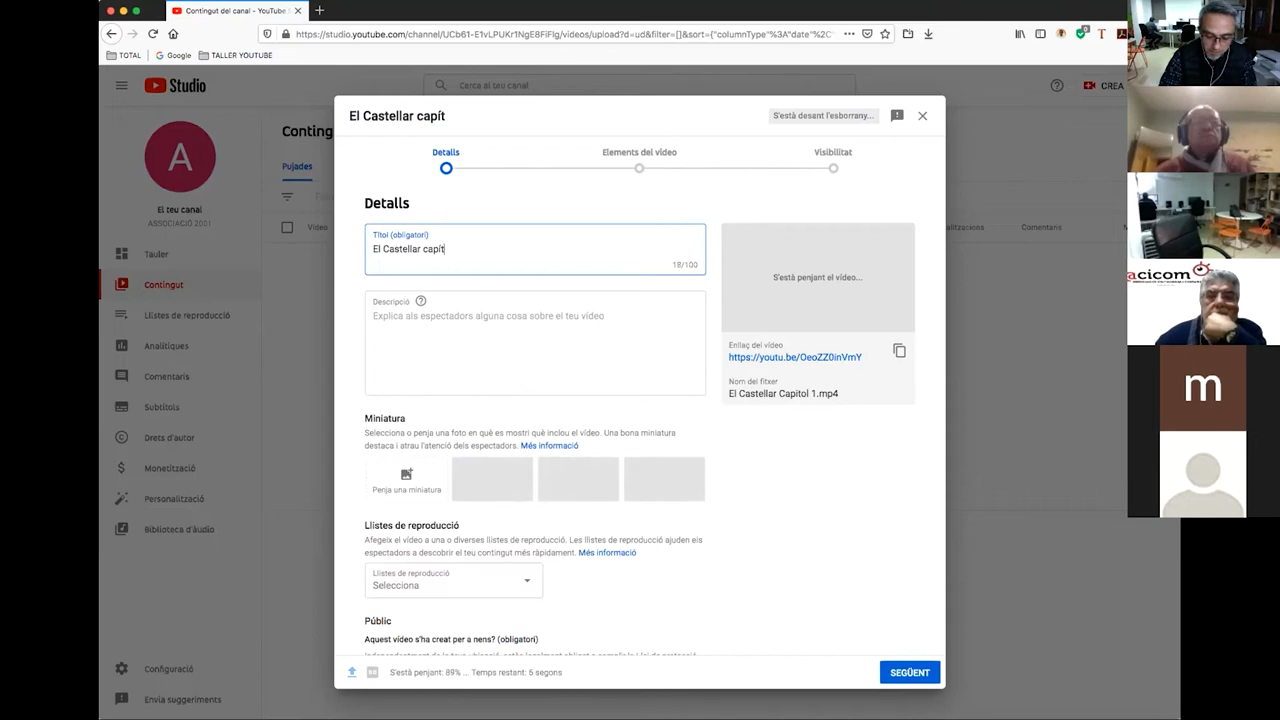 Contingut del canal - YouTube
https://studio.youtube.com/channel/UCb61-E1vLPUKr1NgE8FiFlg/videos/upload?d=ud&filter=[]&sort={"columnType"%3A"date"%2C"
TOTAL
Google
TALLER YOUTUBE
Studio
Cerca al teu canal
CREA
A
El teu canal
ASSOCIACIÓ 2001
Tauler
Contingut
Llistes de reproducció
Analítiques
Comentaris
Subtítols
Drets d'autor
Monetització
Personalització
Biblioteca d'àudio
Configuració
Envia suggeriments
Conting
Pujades
Vídeo
Comentaris
El Castellar capít
S'està desant l'esborrany...
Detalls
Elements del vídeo
Visibilitat
Detalls
Títol (obligatori)
El Castellar capít
18/100
Descripció
Explica als espectadors alguna cosa sobre el teu vídeo
S'està penjant el vídeo...
Enllaç del vídeo
https://youtu.be/OeoZZ0inVmY
Nom del fitxer
El Castellar Capitol 1.mp4
Miniatura
Selecciona o penja una foto en què es mostri què inclou el vídeo. Una bona miniatura
destaca i atrau l'atenció dels espectadors. Més informació
Penja una miniatura
Llistes de reproducció
Afegeix el vídeo a una o diverses llistes de reproducció. Les llistes de reproducció ajuden els
espectadors a descobrir el teu contingut més ràpidament. Més informació
Llistes de reproducció
Selecciona
Públic
Aquest vídeo s'ha creat per a nens? (obligatori)
S'està penjant: 89% ... Temps restant: 5 segons
SEGÜENT
acicom
m